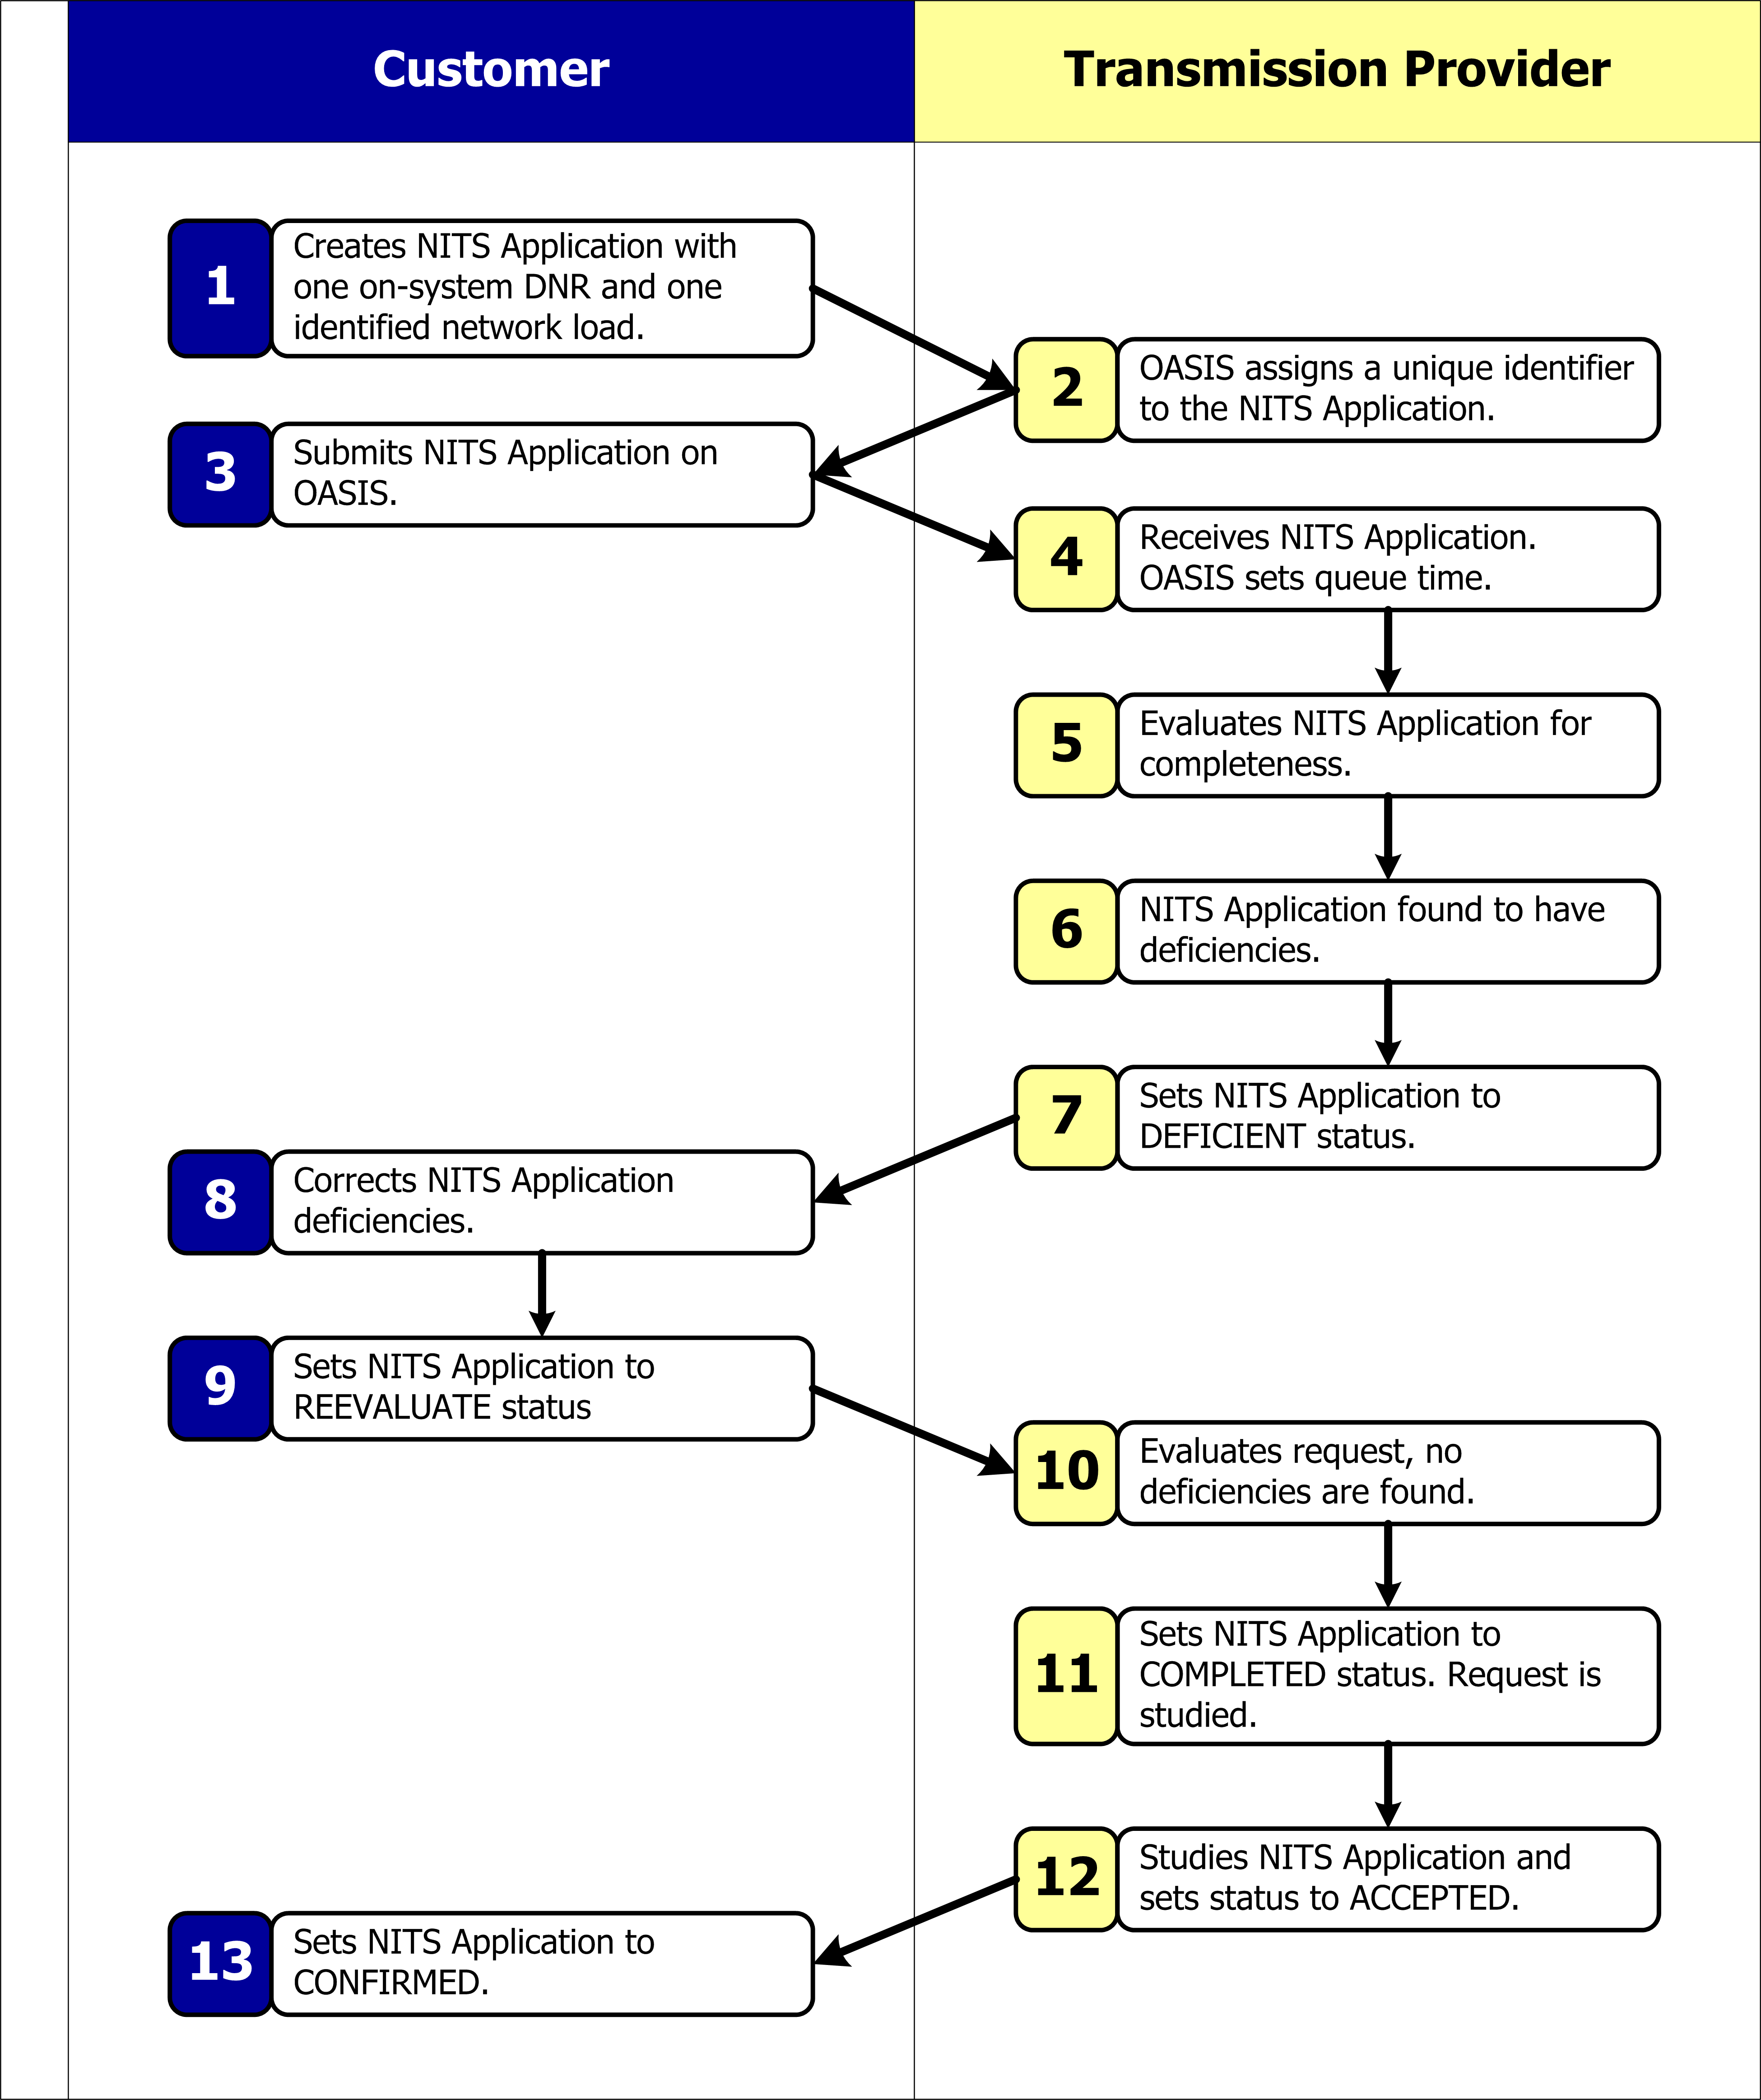 Customer
Transmission Provider
1
Creates NITS Application with
one on-system DNR and one
identified network load.
2
OASIS assigns a unique identifier
to the NITS Application.
3
Submits NITS Application on
OASIS.
4
Receives NITS Application.
OASIS sets queue time.
5
Evaluates NITS Application for
completeness.
6
NITS Application found to have
deficiencies.
7
Sets NITS Application to
DEFICIENT status.
8
Corrects NITS Application
deficiencies.
9
Sets NITS Application to
REEVALUATE status
10
Evaluates request, no
deficiencies are found.
11
Sets NITS Application to
COMPLETED status. Request is
studied.
12
Studies NITS Application and
sets status to ACCEPTED.
13
Sets NITS Application to
CONFIRMED.